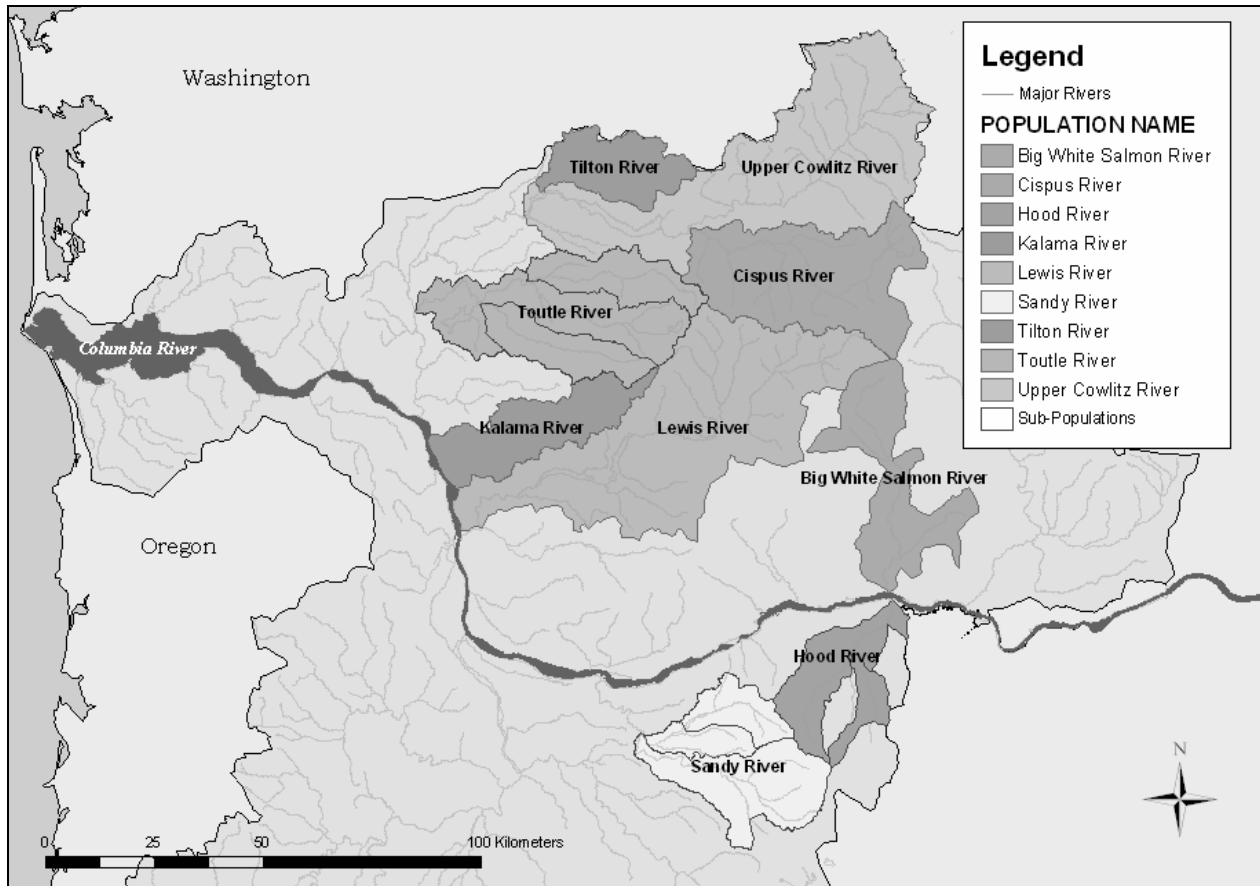 Washington
Tilton River
Upper Cowlitz River
Cispus River
Toutle River
Columbia River
Kalama River
Lewis River
Big White Salmon River
Oregon
Hood River
Sandy River
Legend
Major Rivers
POPULATION NAME
Big White Salmon River
Cispus River
Hood River
Kalama River
Lewis River
Sandy River
Tilton River
Toutle River
Upper Cowlitz River
Sub-Populations
N
0 25 50 100 Kilometers